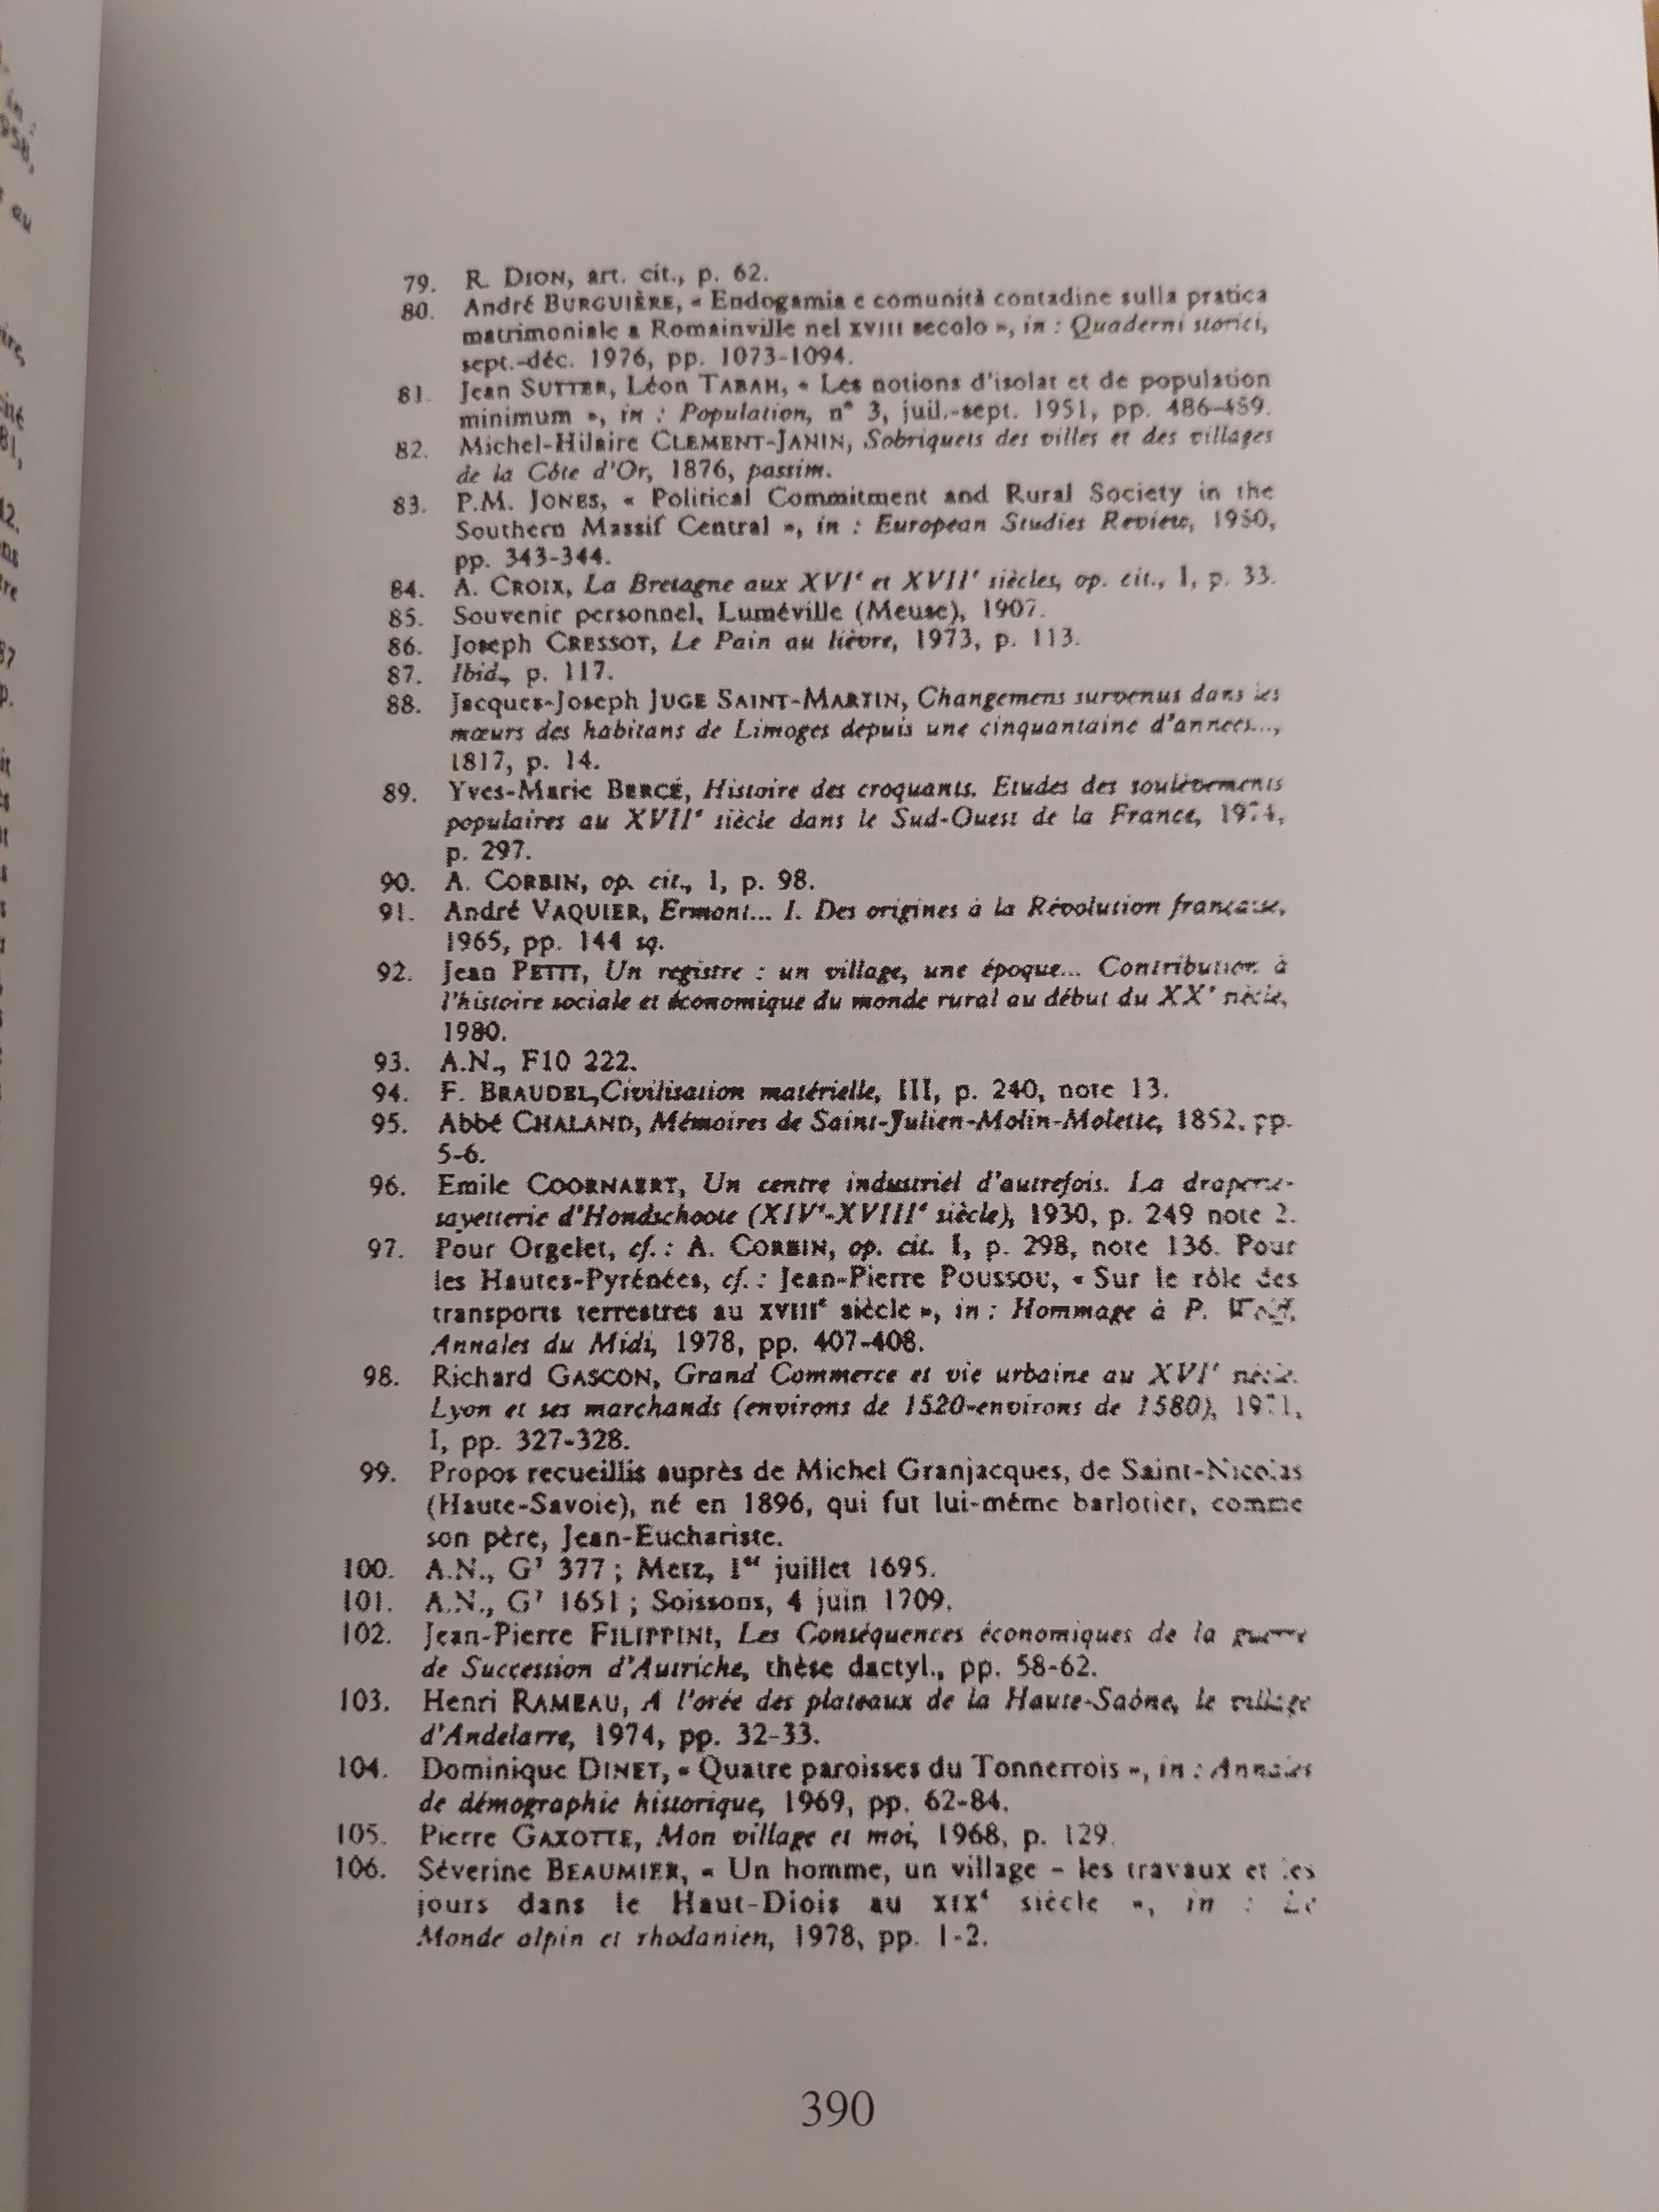 79. R. DION, art. cit., p. 62.
80. André BURGUIÈRE, « Endogamia e comunità contadine sulla pratica
matrimoniale a Romainville nel XVIII secolo », in : Quaderni storici,
sept.-déc. 1976, pp. 1073-1094.
81. Jean SUTTER, Léon TABAH, « Les notions d'isolat et de population
minimum », in : Population, n° 3, juil.-sept. 1951, pp. 486-489.
82. Michel-Hilaire CLEMENT-JANIN, Sobriquets des villes et des villages
de la Côte d'Or, 1876, passim.
83. P.M. JONES, « Political Commitment and Rural Society in the
Southern Massif Central », in : European Studies Review, 1980,
pp. 343-344.
84. A. CROIX, La Bretagne aux XVIe et XVIIe siècles, op. cit., I, p. 33.
85. Souvenir personnel, Luméville (Meuse), 1907.
86. Joseph CRESSOT, Le Pain au lièvre, 1973, p. 113.
87. Ibid., p. 117.
88. Jacques-Joseph JUGE SAINT-MARTIN, Changemens survenus dans les
mœurs des habitans de Limoges depuis une cinquantaine d'annees...,
1817, p. 14.
89. Yves-Marie BERCÉ, Histoire des croquants. Etudes des soulèvements
populaires au XVIIe siècle dans le Sud-Ouest de la France, 1974,
p. 297.
90. A. CORBIN, op. cit., I, p. 98.
91. André VAQUIER, Ermont... I. Des origines à la Révolution française,
1965, pp. 144 sq.
92. Jean PETIT, Un registre : un village, une époque... Contribution à
l'histoire sociale et économique du monde rural au début du XXe siècle,
1980.
93. A.N., F10 222.
94. F. BRAUDEL, Civilisation matérielle, III, p. 240, note 13.
95. Abbé CHALAND, Mémoires de Saint-Julien-Molin-Molette, 1852, pp.
5-6.
96. Emile COORNAERT, Un centre industriel d'autrefois. La draperie-
sayetterie d'Hondschoote (XIVe-XVIIIe siècle), 1930, p. 249 note 2.
97. Pour Orgelet, cf. : A. CORBIN, op. cit. I, p. 298, note 136. Pour
les Hautes-Pyrénées, cf. : Jean-Pierre POUSSOU, « Sur le rôle des
transports terrestres au XVIIIe siècle », in : Hommage à P. Wolff,
Annales du Midi, 1978, pp. 407-408.
98. Richard GASCON, Grand Commerce et vie urbaine au XVIe siècle.
Lyon et ses marchands (environs de 1520-environs de 1580), 1971,
I, pp. 327-328.
99. Propos recueillis auprès de Michel Granjacques, de Saint-Nicolas
(Haute-Savoie), né en 1896, qui fut lui-même barlotier, comme
son père, Jean-Euchariste.
100. A.N., G7 377 ; Metz, 1er juillet 1695.
101. A.N., G7 1651 ; Soissons, 4 juin 1709.
102. Jean-Pierre FILIPPINI, Les Conséquences économiques de la guerre
de Succession d'Autriche, thèse dactyl., pp. 58-62.
103. Henri RAMEAU, A l'orée des plateaux de la Haute-Saône, le village
d'Andelarre, 1974, pp. 32-33.
104. Dominique DINET, « Quatre paroisses du Tonnerrois », in : Annales
de démographie historique, 1969, pp. 62-84.
105. Pierre GAXOTTE, Mon village et moi, 1968, p. 129.
106. Séverine BEAUMIER, « Un homme, un village – les travaux et les
jours dans le Haut-Diois au XIXe siècle », in : Le
Monde alpin et rhodanien, 1978, pp. 1-2.
390